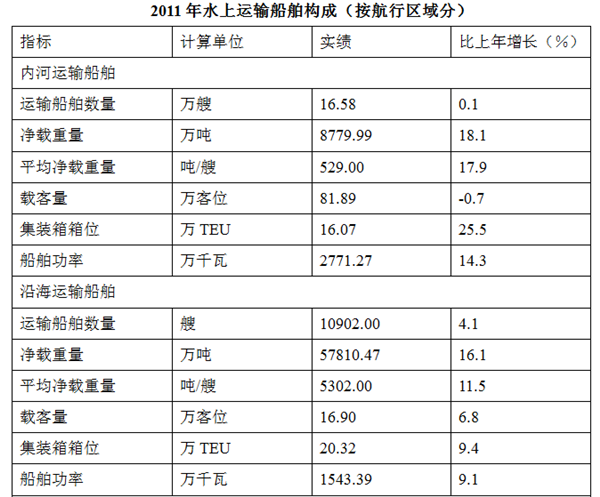 2011 年水上运输船舶构成（按航行区域分）
指标 计算单位 实绩 比上年增长（%）
内河运输船舶
运输船舶数量 万艘 16.58 0.1
净载重量 万吨 8779.99 18.1
平均净载重量 吨/艘 529.00 17.9
载客量 万客位 81.89 -0.7
集装箱箱位 万 TEU 16.07 25.5
船舶功率 万千瓦 2771.27 14.3
沿海运输船舶
运输船舶数量 艘 10902.00 4.1
净载重量 万吨 57810.47 16.1
平均净载重量 吨/艘 5302.00 11.5
载客量 万客位 16.90 6.8
集装箱箱位 万 TEU 20.32 9.4
船舶功率 万千瓦 1543.39 9.1